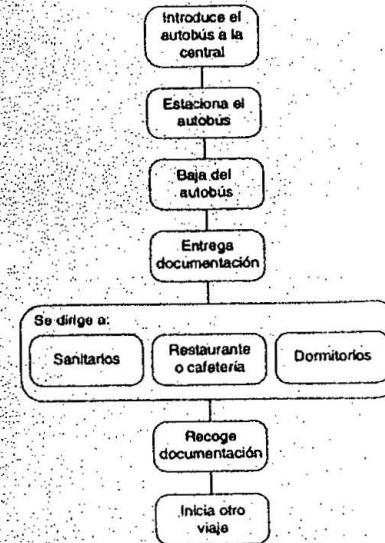 Introduce el
autobús a la
central
Estaciona el
autobús
Baja del
autobús
Entrega
documentación
Se dirige a:
Sanitarios
Restaurante
o cafetería
Dormitorios
Recoge
documentación
Inicia otro
viaje